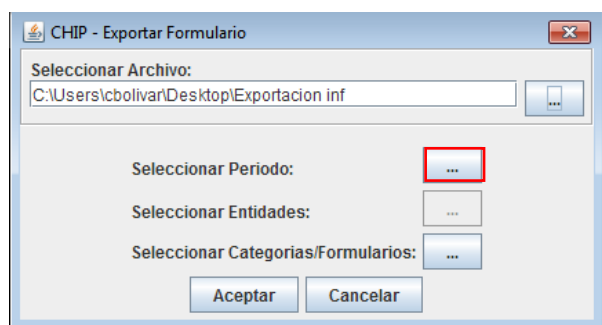 CHIP - Exportar Formulario
Seleccionar Archivo:
C:\Users\cbolivar\Desktop\Exportacion inf
...
Seleccionar Periodo:
...
Seleccionar Entidades:
...
Seleccionar Categorias/Formularios:
...
Aceptar Cancelar